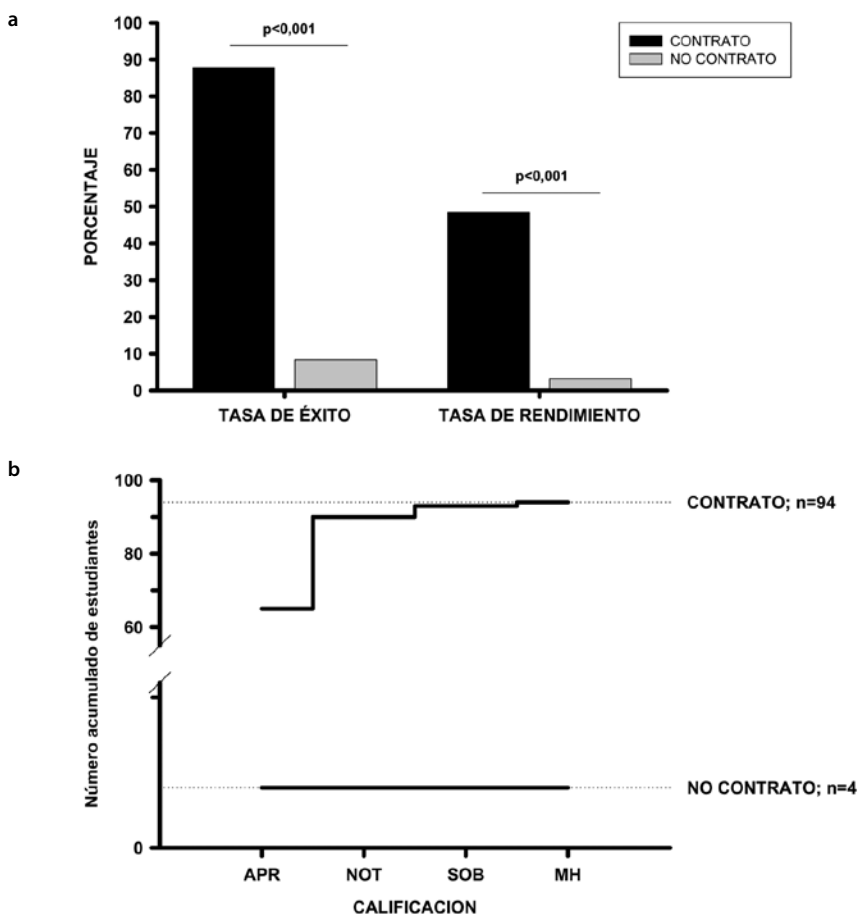 a
100
90
80
70
60
50
40
30
20
10
0
PORCENTAJE
p<0,001
p<0,001
CONTRATO
NO CONTRATO
TASA DE ÉXITO
TASA DE RENDIMIENTO
b
100
80
60
0
Número acumulado de estudiantes
CONTRATO; n=94
NO CONTRATO; n=4
APR
NOT
SOB
MH
CALIFICACION